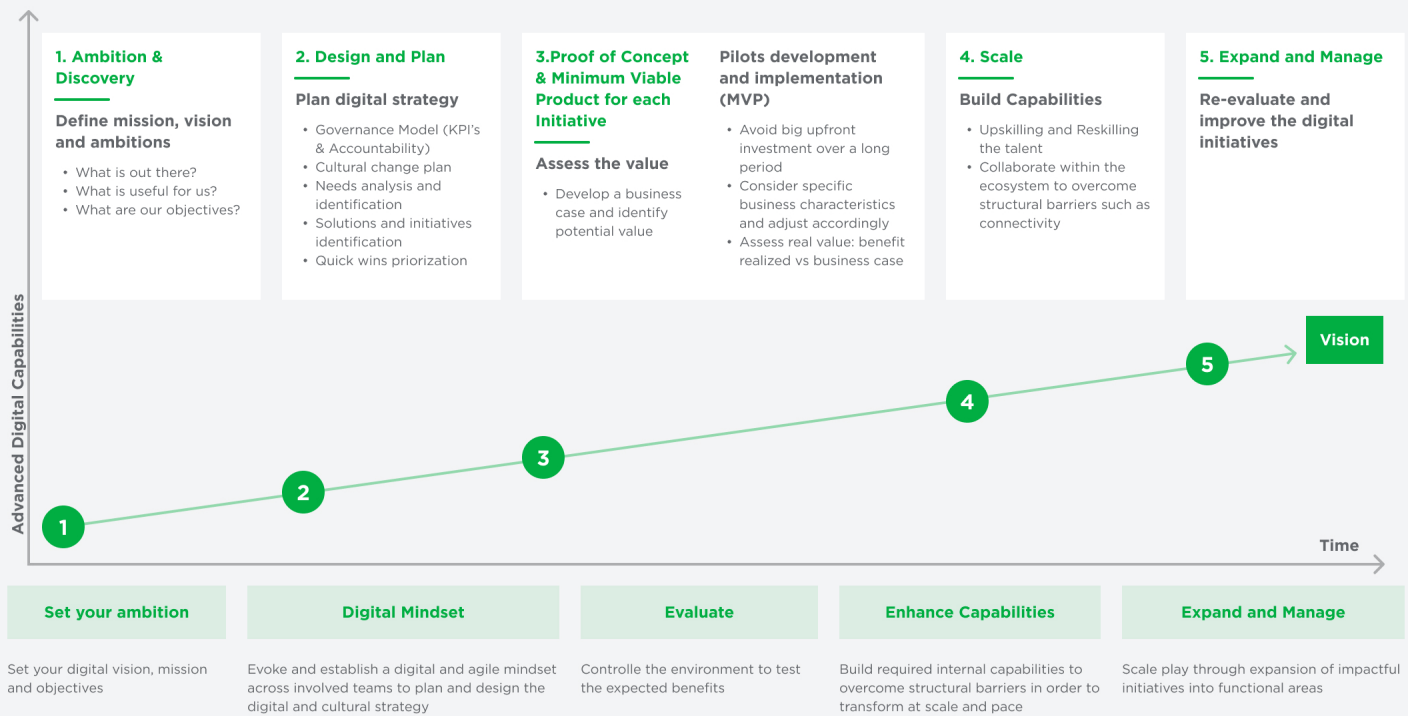 1. Ambition &
Discovery
Define mission, vision
and ambitions
• What is out there?
• What is useful for us?
• What are our objectives?
2. Design and Plan
Plan digital strategy
• Governance Model (KPI's
& Accountability)
• Cultural change plan
• Needs analysis and
identification
• Solutions and initiatives
identification
• Quick wins priorization
3.Proof of Concept
& Minimum Viable
Product for each
Initiative
Assess the value
• Develop a business
case and identify
potential value
Pilots development
and implementation
(MVP)
• Avoid big upfront
investment over a long
period
• Consider specific
business characteristics
and adjust accordingly
• Assess real value: benefit
realized vs business case
4. Scale
Build Capabilities
• Upskilling and Reskilling
the talent
• Collaborate within the
ecosystem to overcome
structural barriers such as
connectivity
5. Expand and Manage
Re-evaluate and
improve the digital
initiatives
Advanced Digital Capabilities
1
2
3
4
5
Vision
Time
Set your ambition
Set your digital vision, mission
and objectives
Digital Mindset
Evoke and establish a digital and agile mindset
across involved teams to plan and design the
digital and cultural strategy
Evaluate
Controlle the environment to test
the expected benefits
Enhance Capabilities
Build required internal capabilities to
overcome structural barriers in order to
transform at scale and pace
Expand and Manage
Scale play through expansion of impactful
initiatives into functional areas